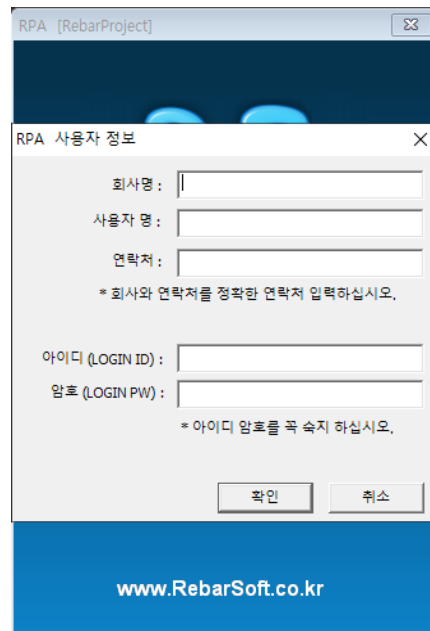 RPA [RebarProject]
RPA 사용자 정보
회사명 :
사용자 명 :
연락처 :
* 회사와 연락처를 정확한 연락처 입력하십시오.
아이디 (LOGIN ID) :
암호 (LOGIN PW) :
* 아이디 암호를 꼭 숙지 하십시오.
확인
취소
www.RebarSoft.co.kr